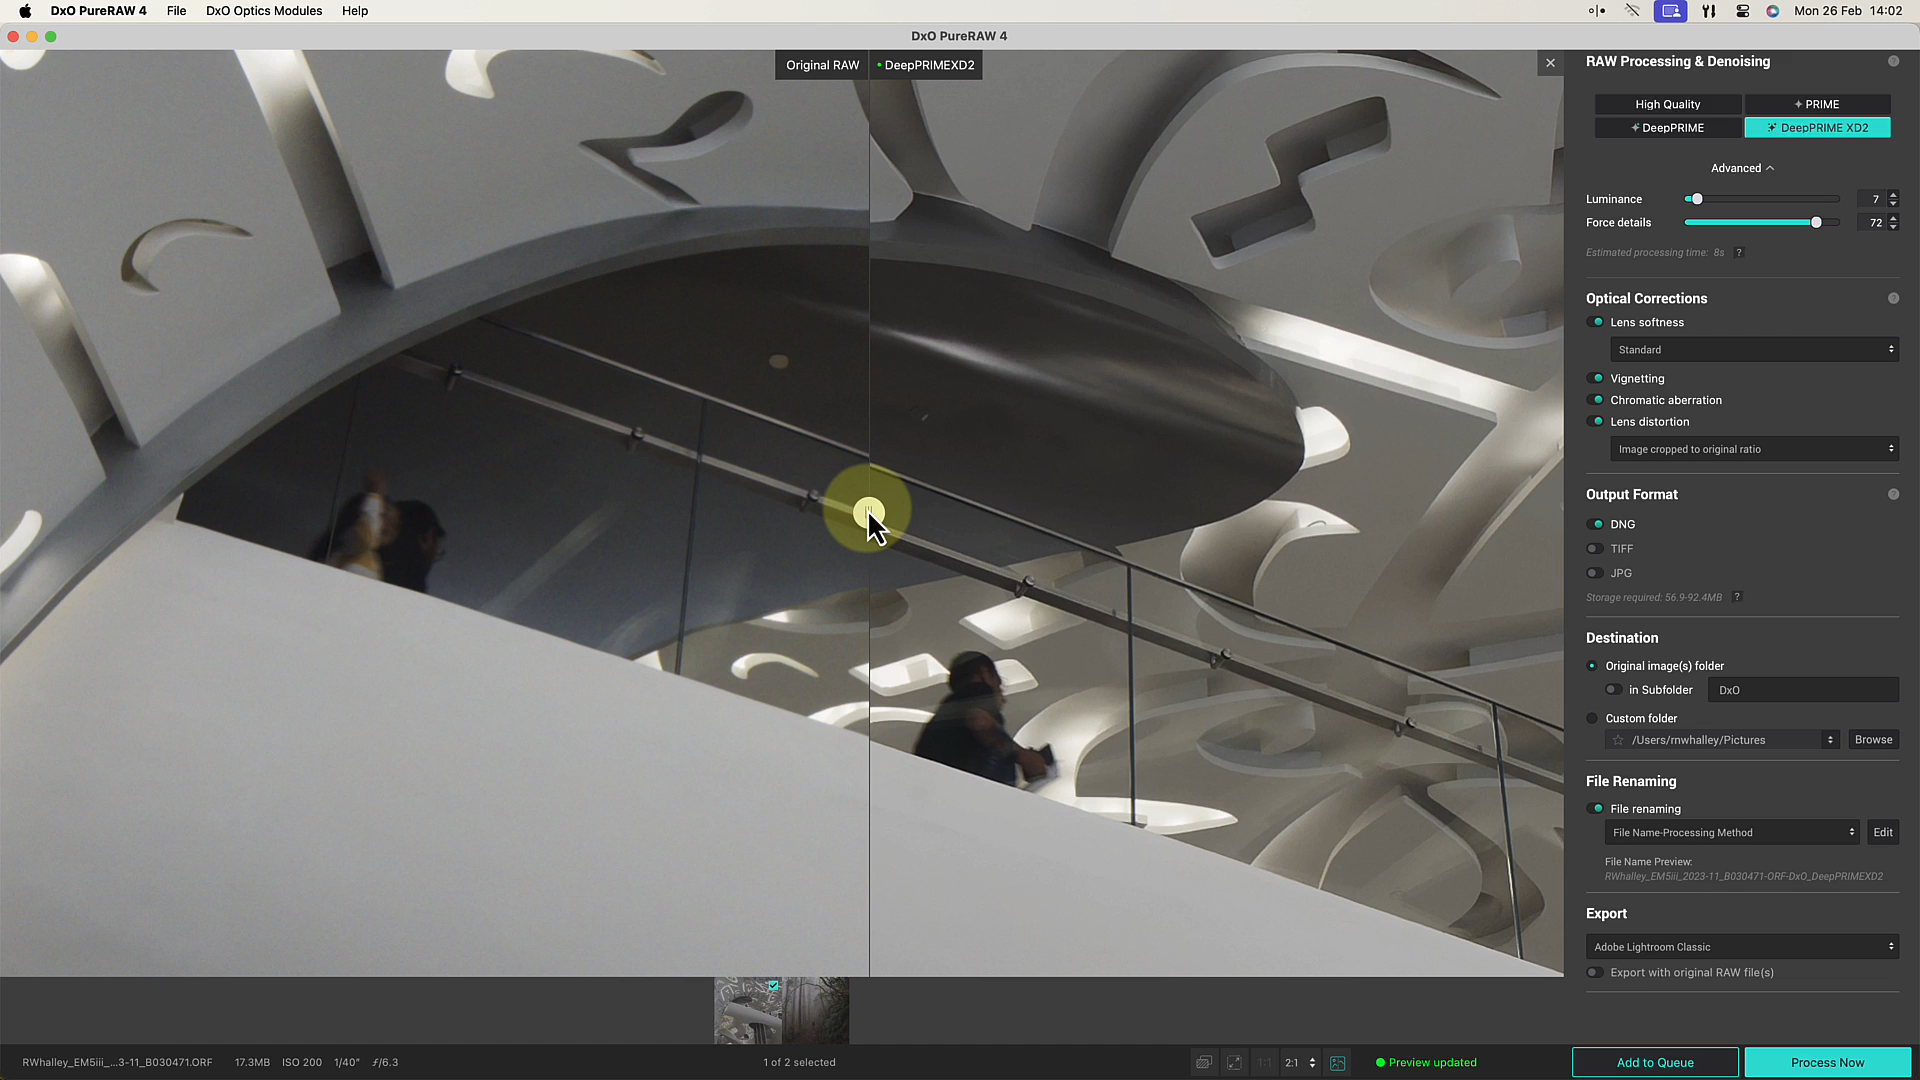 DxO PureRAW 4 File DxO Optics Modules Help Mon 26 Feb 14:02
DxO PureRAW 4
Original RAW DeepPRIMEXD2
RAW Processing & Denoising ?
High Quality PRIME
DeepPRIME DeepPRIME XD2
Advanced
Luminance 7
Force details 72
Estimated processing time: 8s ?
Optical Corrections ?
Lens softness
Standard
Vignetting
Chromatic aberration
Lens distortion
Image cropped to original ratio
Output Format ?
DNG
TIFF
JPG
Storage required: 56.9-92.4MB ?
Destination
Original image(s) folder
in Subfolder DxO
Custom folder
/Users/rnwhalley/Pictures Browse
File Renaming
File renaming
File Name-Processing Method Edit
File Name Preview:
RWhalley_EM5iii_2023-11_B030471-ORF-DxO_DeepPRIMEXD2
Export
Adobe Lightroom Classic
Export with original RAW file(s)
RWhalley_EM5iii_...3-11_B030471.ORF 17.3MB ISO 200 1/40" ƒ/6.3 1 of 2 selected 1:1 2:1 Preview updated Add to Queue Process Now